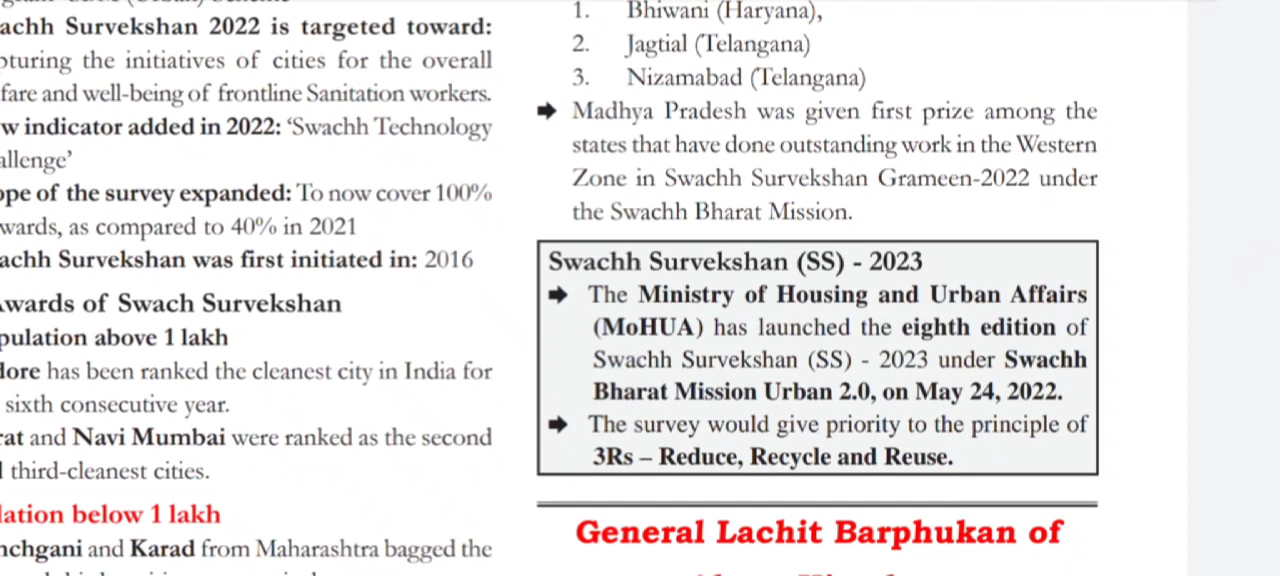 achh Survekshan 2022 is targeted toward:
pturing the initiatives of cities for the overall
fare and well-being of frontline Sanitation workers.
w indicator added in 2022: ‘Swachh Technology
allenge’
ope of the survey expanded: To now cover 100%
wards, as compared to 40% in 2021
achh Survekshan was first initiated in: 2016
Awards of Swach Survekshan
pulation above 1 lakh
dore has been ranked the cleanest city in India for
sixth consecutive year.
rat and Navi Mumbai were ranked as the second
d third-cleanest cities.
lation below 1 lakh
nchgani and Karad from Maharashtra bagged the
1. Bhiwani (Haryana),
2. Jagtial (Telangana)
3. Nizamabad (Telangana)
➡ Madhya Pradesh was given first prize among the
states that have done outstanding work in the Western
Zone in Swachh Survekshan Grameen-2022 under
the Swachh Bharat Mission.
Swachh Survekshan (SS) - 2023
➡ The Ministry of Housing and Urban Affairs
(MoHUA) has launched the eighth edition of
Swachh Survekshan (SS) - 2023 under Swachh
Bharat Mission Urban 2.0, on May 24, 2022.
➡ The survey would give priority to the principle of
3Rs – Reduce, Recycle and Reuse.
General Lachit Barphukan of